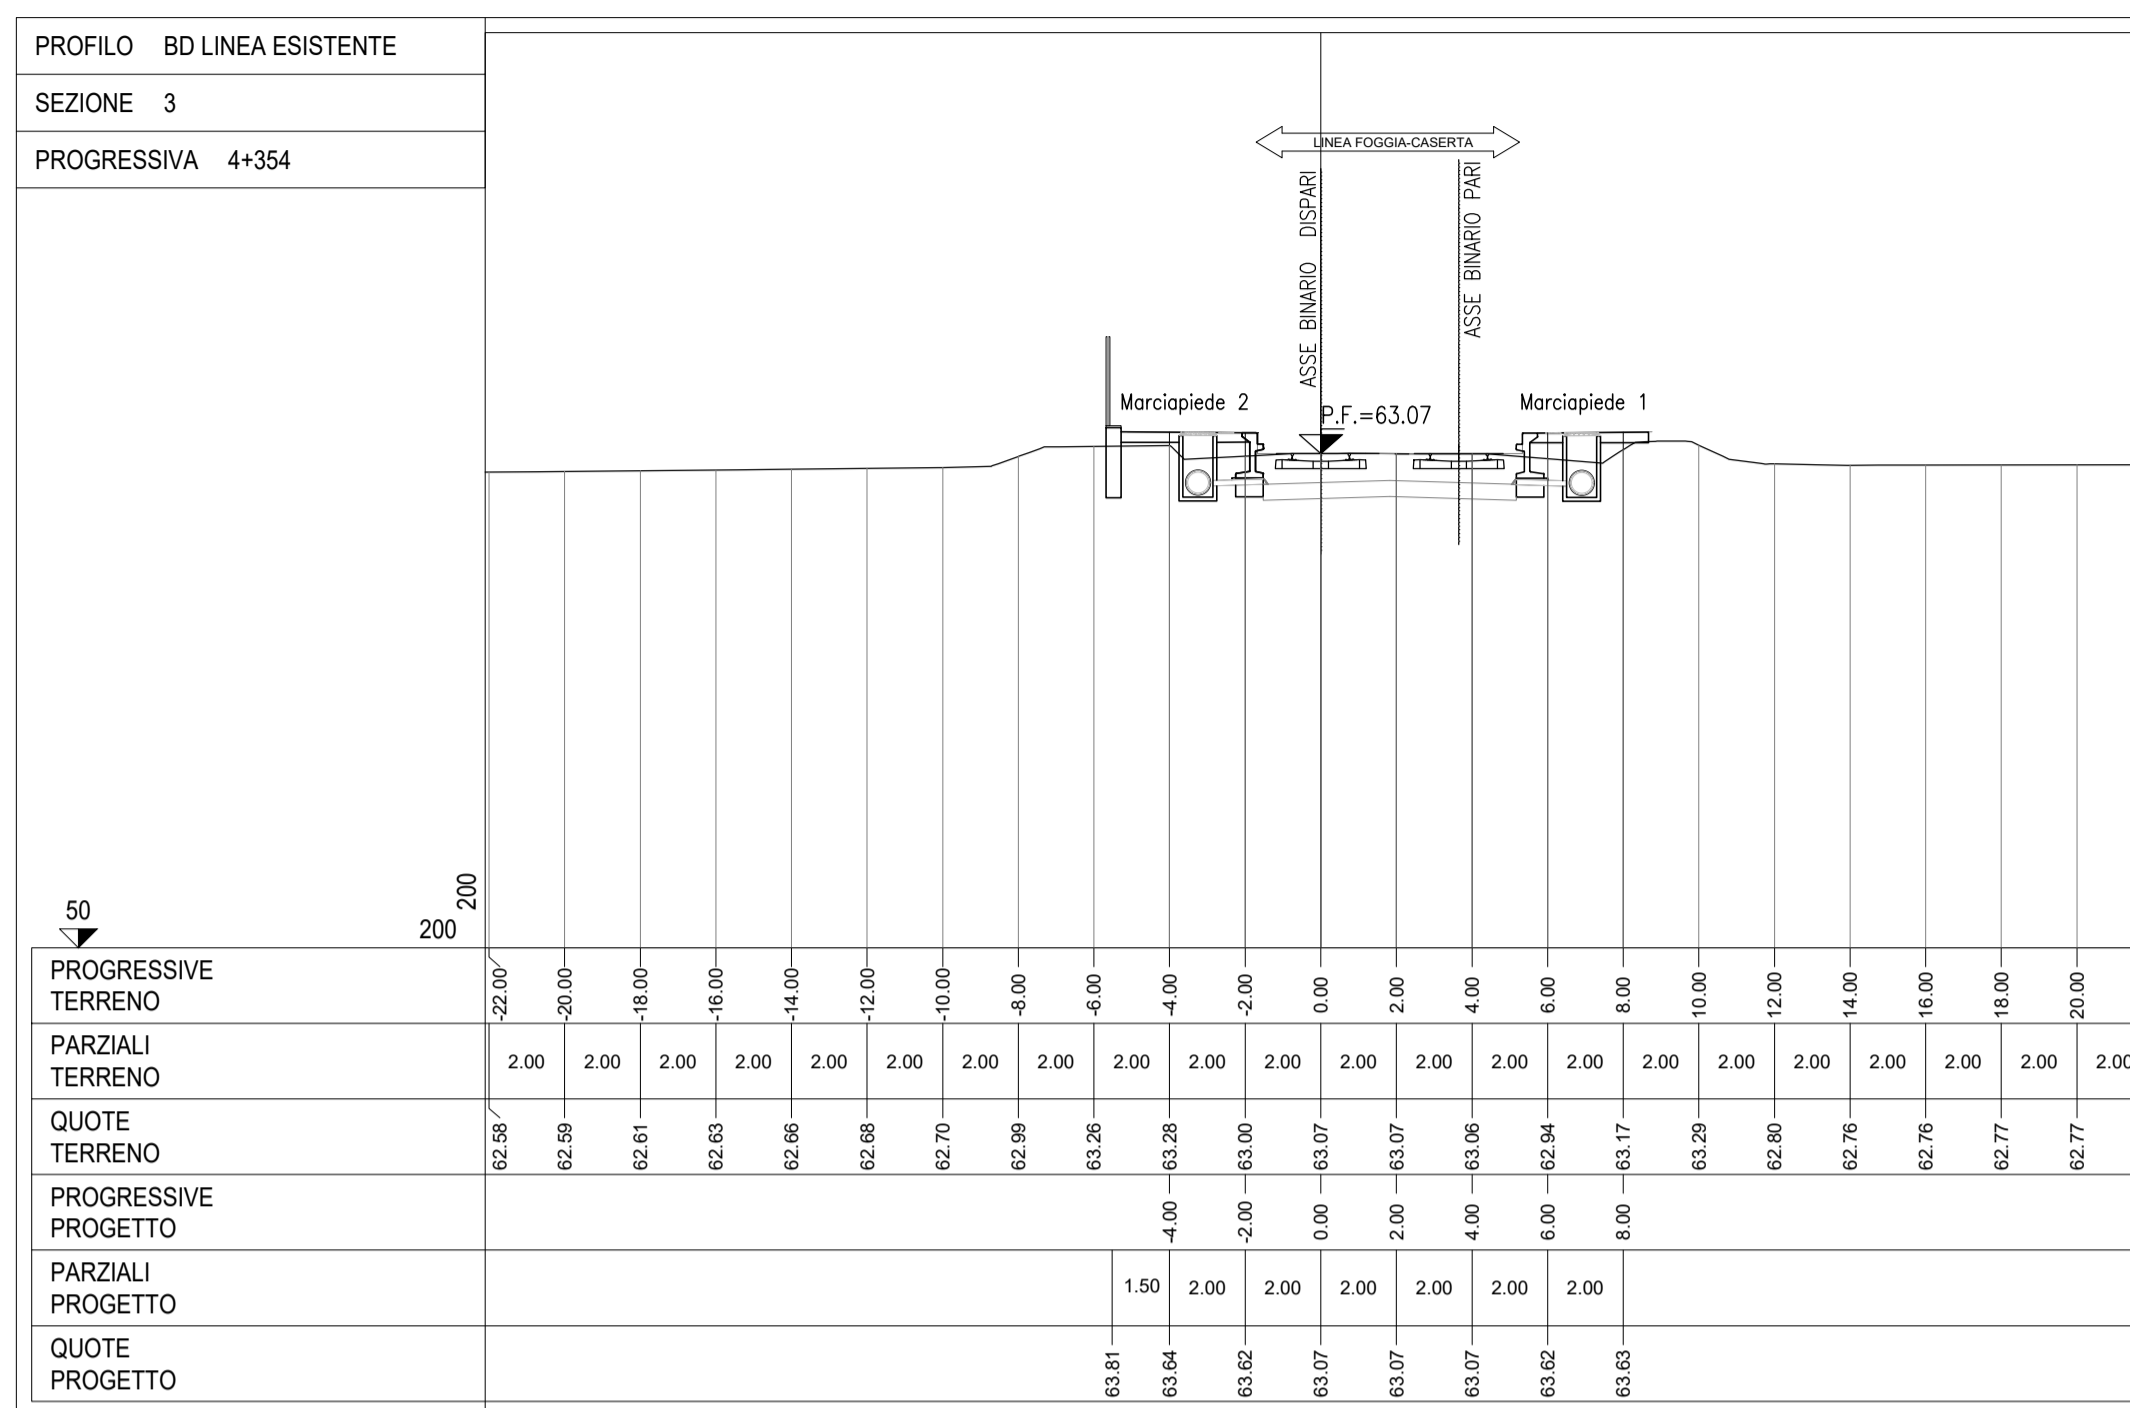 PROFILO BD LINEA ESISTENTE
SEZIONE 3
PROGRESSIVA 4+354
LINEA FOGGIA-CASERTA
ASSE BINARIO DISPARI
ASSE BINARIO PARI
Marciapiede 2
P.F.=63.07
Marciapiede 1
50
200
200
PROGRESSIVE
TERRENO
-22.00 -20.00 -18.00 -16.00 -14.00 -12.00 -10.00 -8.00 -6.00 -4.00 -2.00 0.00 2.00 4.00 6.00 8.00 10.00 12.00 14.00 16.00 18.00 20.00
PARZIALI
TERRENO
2.00 2.00 2.00 2.00 2.00 2.00 2.00 2.00 2.00 2.00 2.00 2.00 2.00 2.00 2.00 2.00 2.00 2.00 2.00 2.00 2.00 2.00
QUOTE
TERRENO
62.58 62.59 62.61 62.63 62.66 62.68 62.70 62.99 63.26 63.28 63.00 63.07 63.07 63.06 62.94 63.17 63.29 62.80 62.76 62.76 62.77 62.77
PROGRESSIVE
PROGETTO
-4.00 -2.00 0.00 2.00 4.00 6.00 8.00
PARZIALI
PROGETTO
1.50 2.00 2.00 2.00 2.00 2.00 2.00
QUOTE
PROGETTO
63.81 63.64 63.62 63.07 63.07 63.07 63.62 63.63